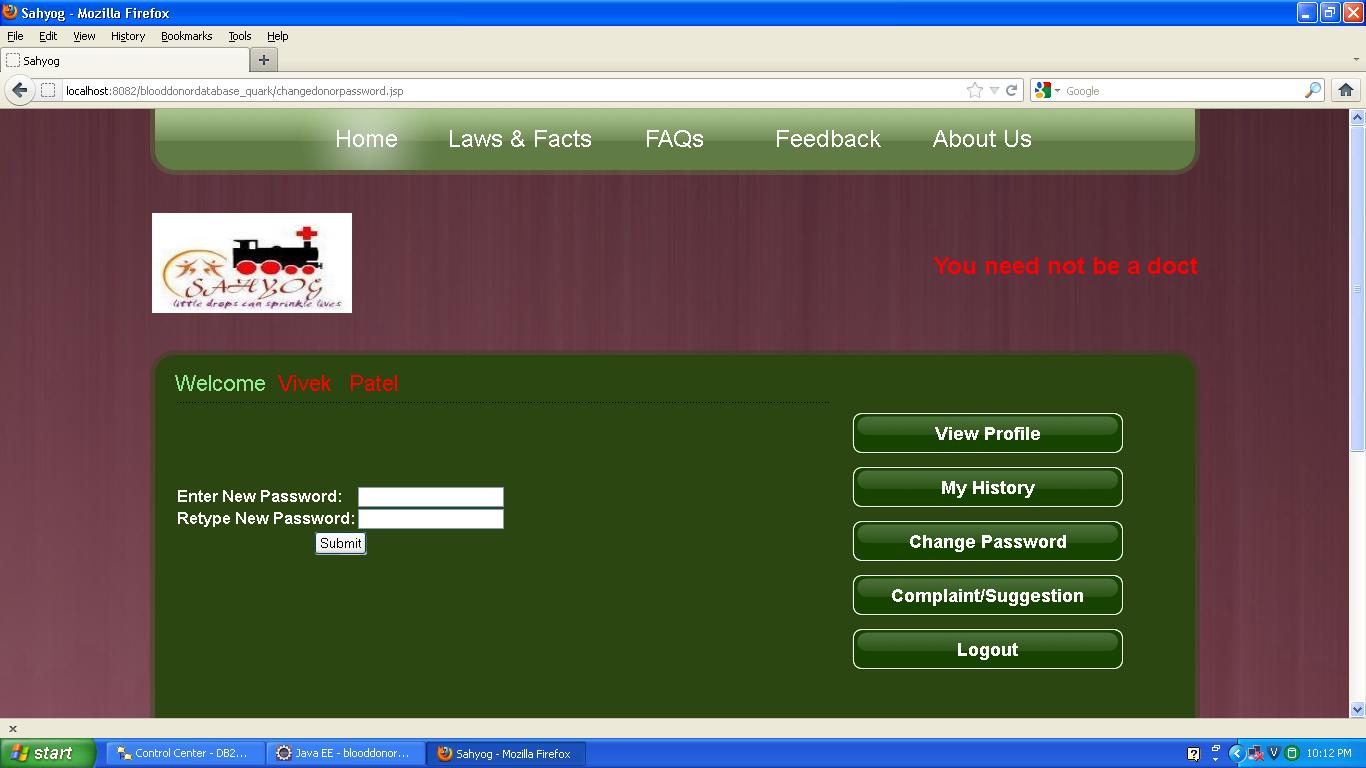 Sahyog - Mozilla Firefox
File Edit View History Bookmarks Tools Help
Sahyog
localhost:8082/blooddonordatabase_quark/changedonorpassword.jsp
Google
Home Laws & Facts FAQs Feedback About Us
SAHYOG
little drops can sprinkle lives
You need not be a doct
Welcome Vivek Patel
View Profile
My History
Enter New Password:
Retype New Password:
Submit
Change Password
Complaint/Suggestion
Logout
start Control Center - DB2... Java EE - blooddonor... Sahyog - Mozilla Firefox 10:12 PM